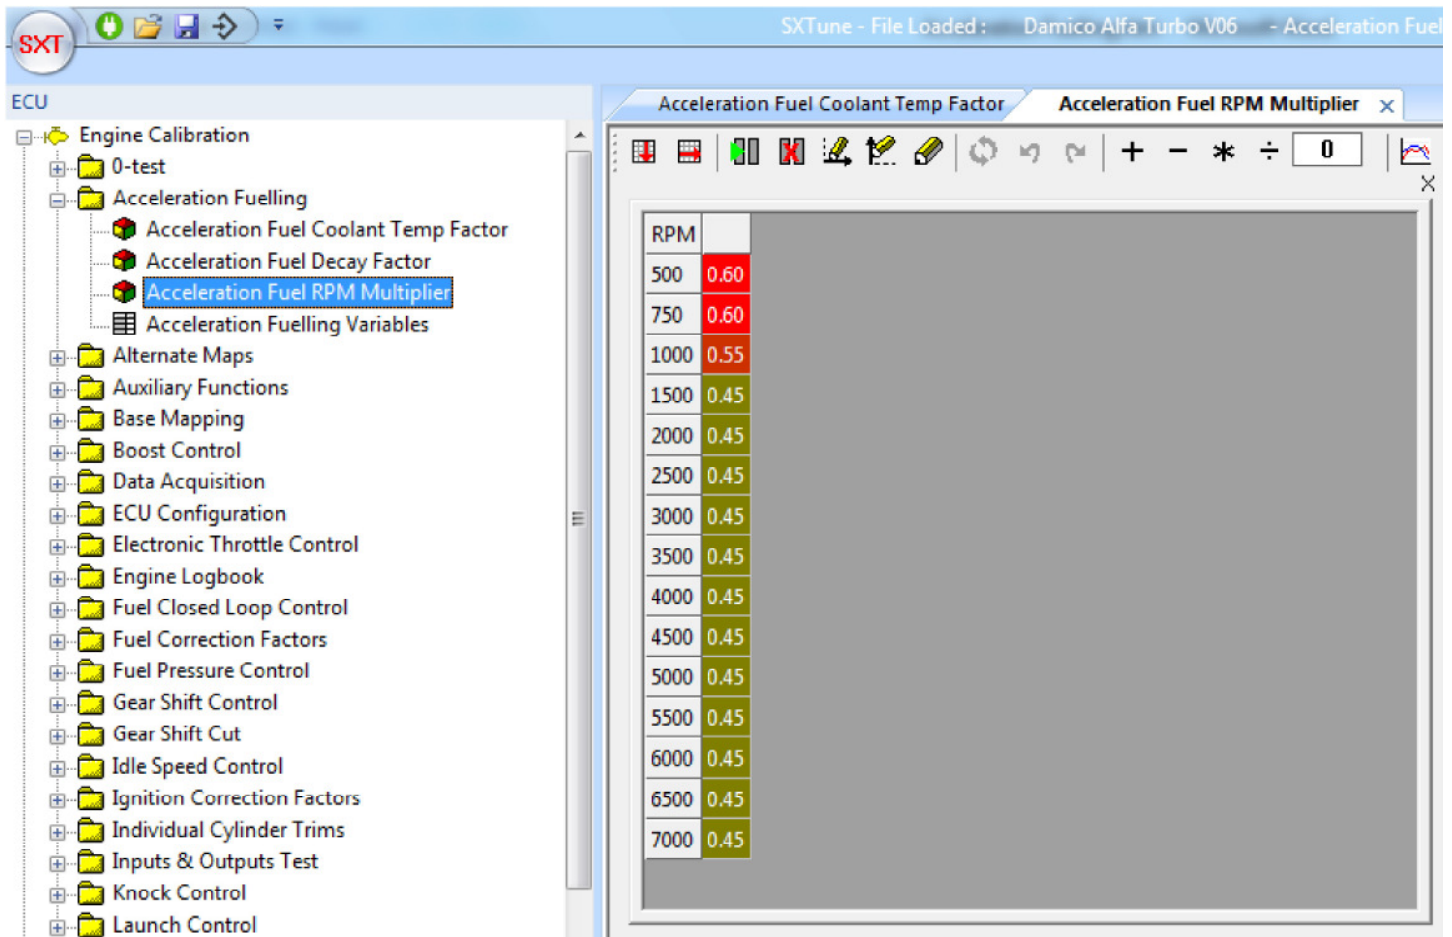 SXT
SXTune - File Loaded : Damico Alfa Turbo V06 - Acceleration Fuel
ECU
Engine Calibration
0-test
Acceleration Fuelling
Acceleration Fuel Coolant Temp Factor
Acceleration Fuel Decay Factor
Acceleration Fuel RPM Multiplier
Acceleration Fuelling Variables
Alternate Maps
Auxiliary Functions
Base Mapping
Boost Control
Data Acquisition
ECU Configuration
Electronic Throttle Control
Engine Logbook
Fuel Closed Loop Control
Fuel Correction Factors
Fuel Pressure Control
Gear Shift Control
Gear Shift Cut
Idle Speed Control
Ignition Correction Factors
Individual Cylinder Trims
Inputs & Outputs Test
Knock Control
Launch Control
Acceleration Fuel Coolant Temp Factor Acceleration Fuel RPM Multiplier x
+ - * ÷ 0
X
RPM
500 0.60
750 0.60
1000 0.55
1500 0.45
2000 0.45
2500 0.45
3000 0.45
3500 0.45
4000 0.45
4500 0.45
5000 0.45
5500 0.45
6000 0.45
6500 0.45
7000 0.45